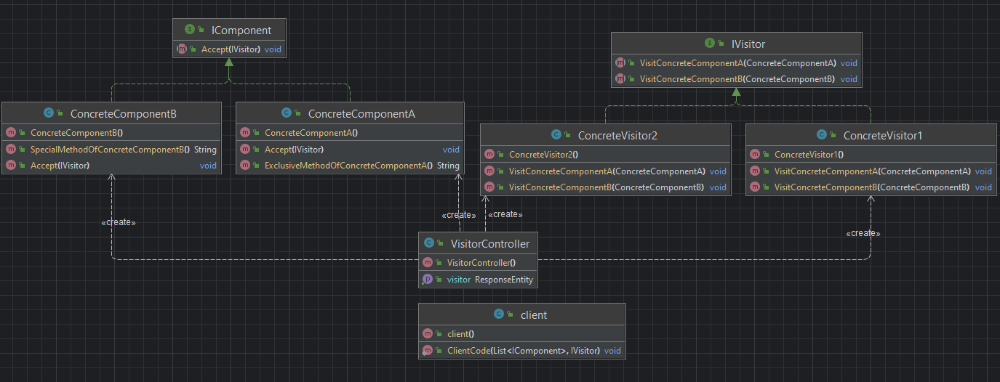 IComponent
Accept(IVisitor) void
IVisitor
VisitConcreteComponentA(ConcreteComponentA) void
VisitConcreteComponentB(ConcreteComponentB) void
ConcreteComponentB
ConcreteComponentB()
SpecialMethodOfConcreteComponentB() String
Accept(IVisitor) void
ConcreteComponentA
ConcreteComponentA()
Accept(IVisitor) void
ExclusiveMethodOfConcreteComponentA() String
ConcreteVisitor2
ConcreteVisitor2()
VisitConcreteComponentA(ConcreteComponentA) void
VisitConcreteComponentB(ConcreteComponentB) void
ConcreteVisitor1
ConcreteVisitor1()
VisitConcreteComponentA(ConcreteComponentA) void
VisitConcreteComponentB(ConcreteComponentB) void
«create»
«create»
«create»
«create»
VisitorController
VisitorController()
visitor ResponseEntity
client
client()
ClientCode(List<IComponent>, IVisitor) void